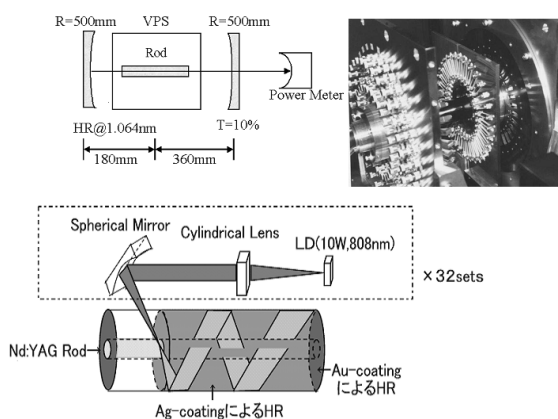 R=500mm VPS R=500mm
Rod
Power Meter
HR@1.064nm T=10%
180mm 360mm
Spherical Mirror
Cylindrical Lens
LD(10W,808nm)
×32sets
Nd:YAG Rod
Au-coating
によるHR
Ag-coatingによるHR